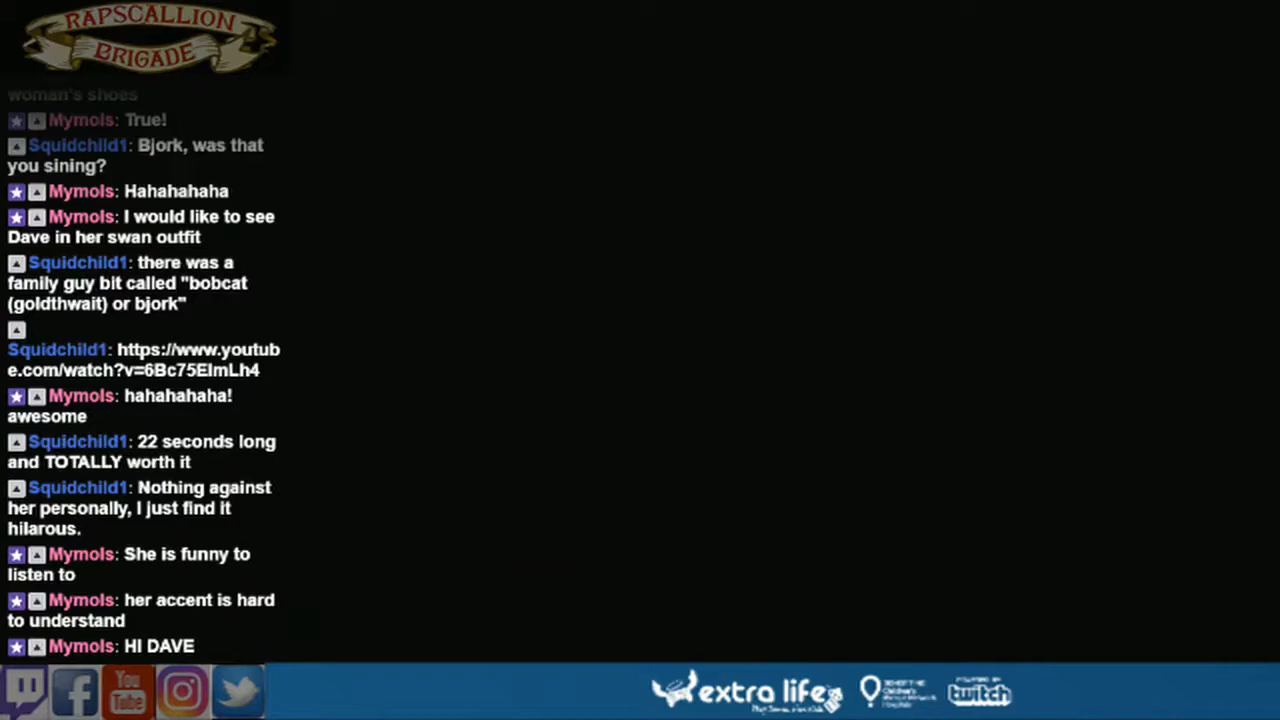 RAPSCALLION
BRIGADE
woman's shoes
Mymols: True!
Squidchild1: Bjork, was that
you sining?
Mymols: Hahahahaha
Mymols: I would like to see
Dave in her swan outfit
Squidchild1: there was a
family guy bit called "bobcat
(goldthwait) or bjork"
Squidchild1: https://www.youtub
e.com/watch?v=6Bc75ElmLh4
Mymols: hahahahaha!
awesome
Squidchild1: 22 seconds long
and TOTALLY worth it
Squidchild1: Nothing against
her personally, I just find it
hilarous.
Mymols: She is funny to
listen to
Mymols: her accent is hard
to understand
Mymols: HI DAVE
You
Tube
extra life
twitch